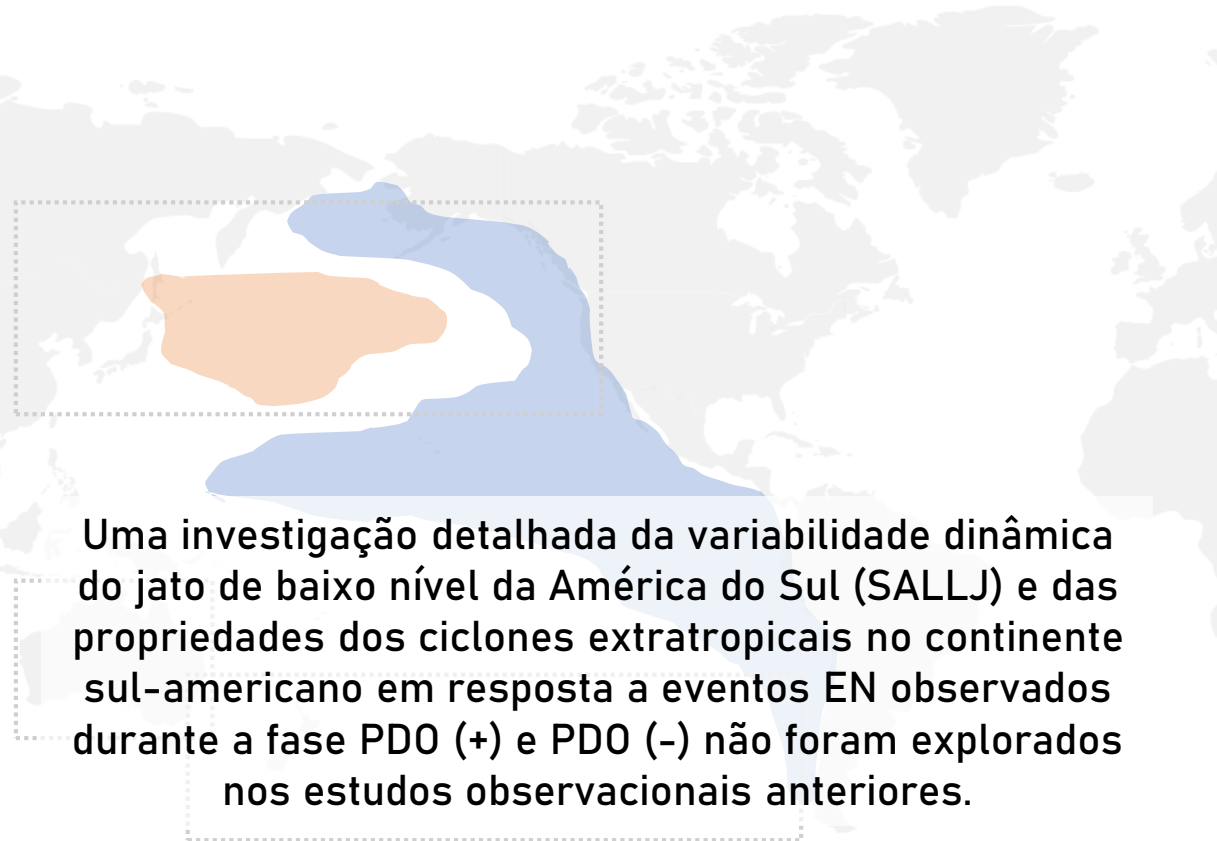 Uma investigação detalhada da variabilidade dinâmica
do jato de baixo nível da América do Sul (SALLJ) e das
propriedades dos ciclones extratropicais no continente
sul-americano em resposta a eventos EN observados
durante a fase PDO (+) e PDO (-) não foram explorados
nos estudos observacionais anteriores.